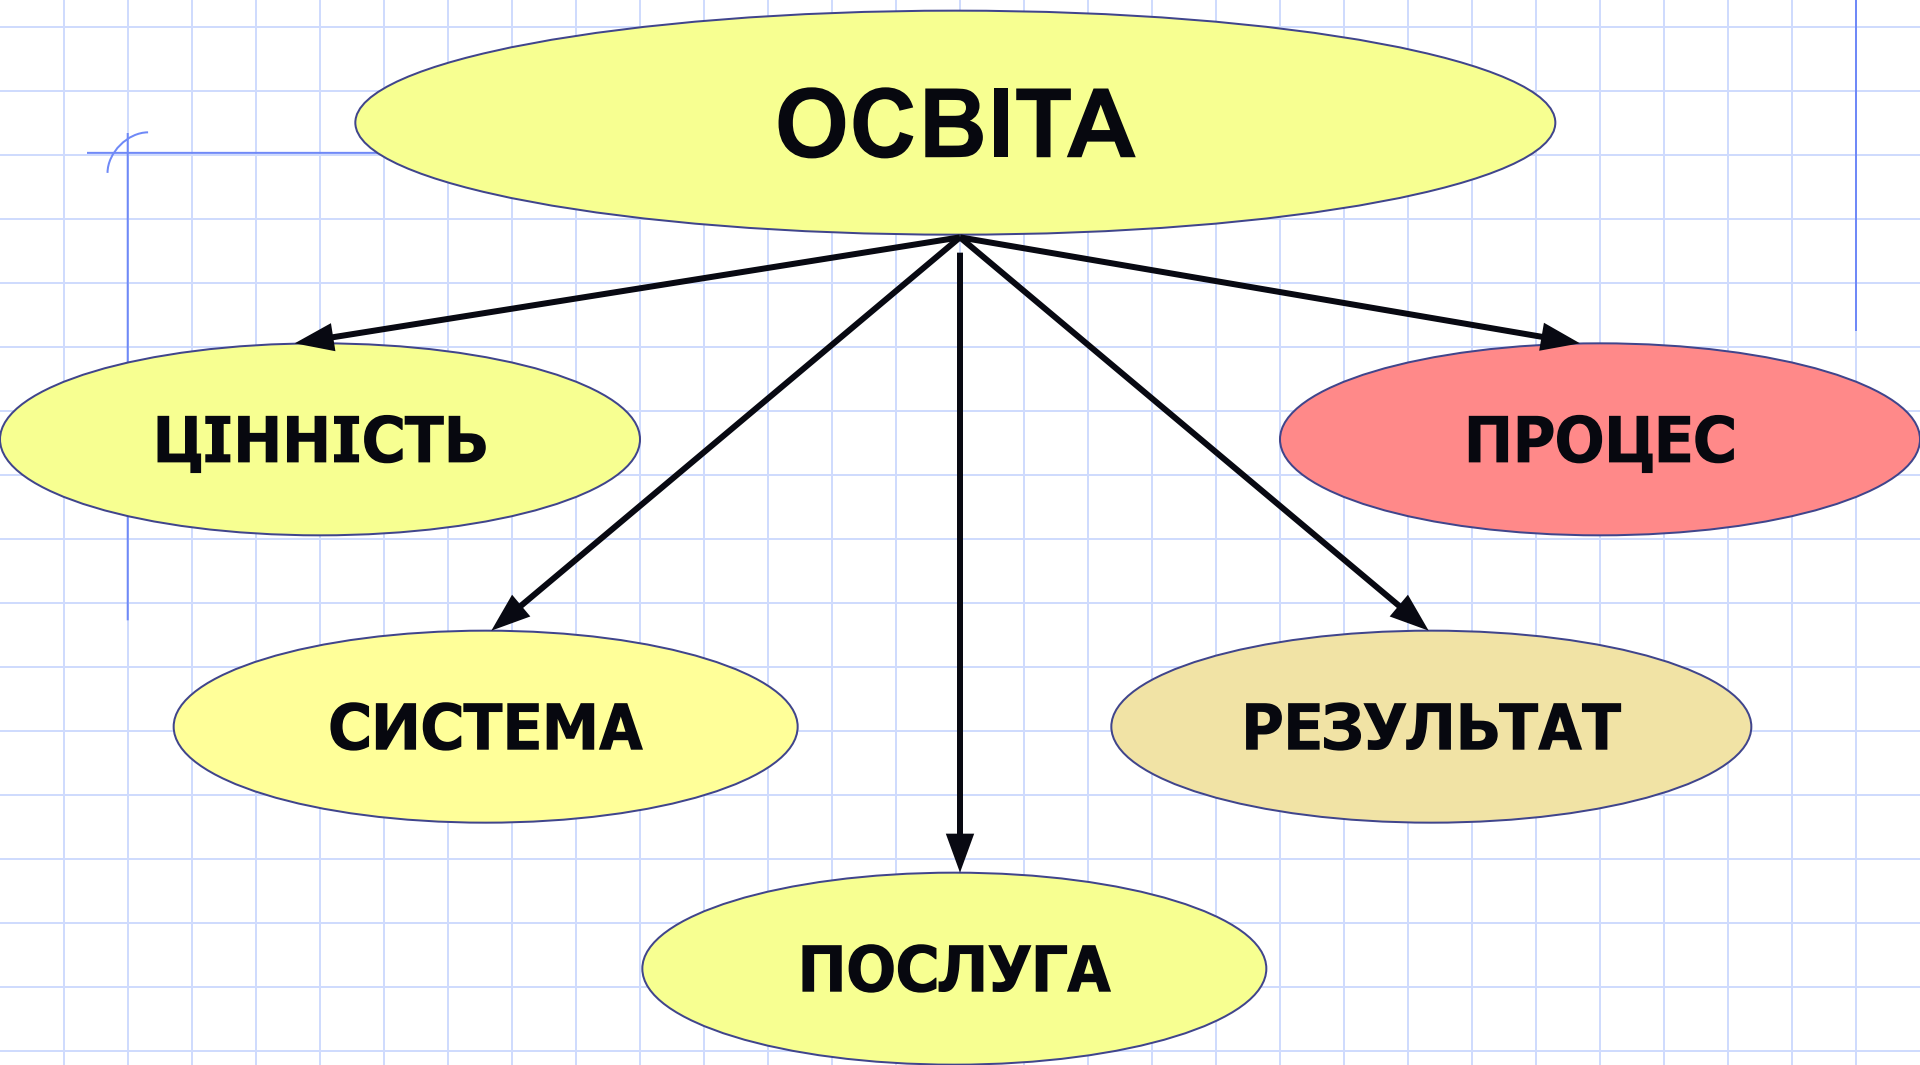 ОСВІТА
ЦІННІСТЬ
ПРОЦЕС
СИСТЕМА
РЕЗУЛЬТАТ
ПОСЛУГА